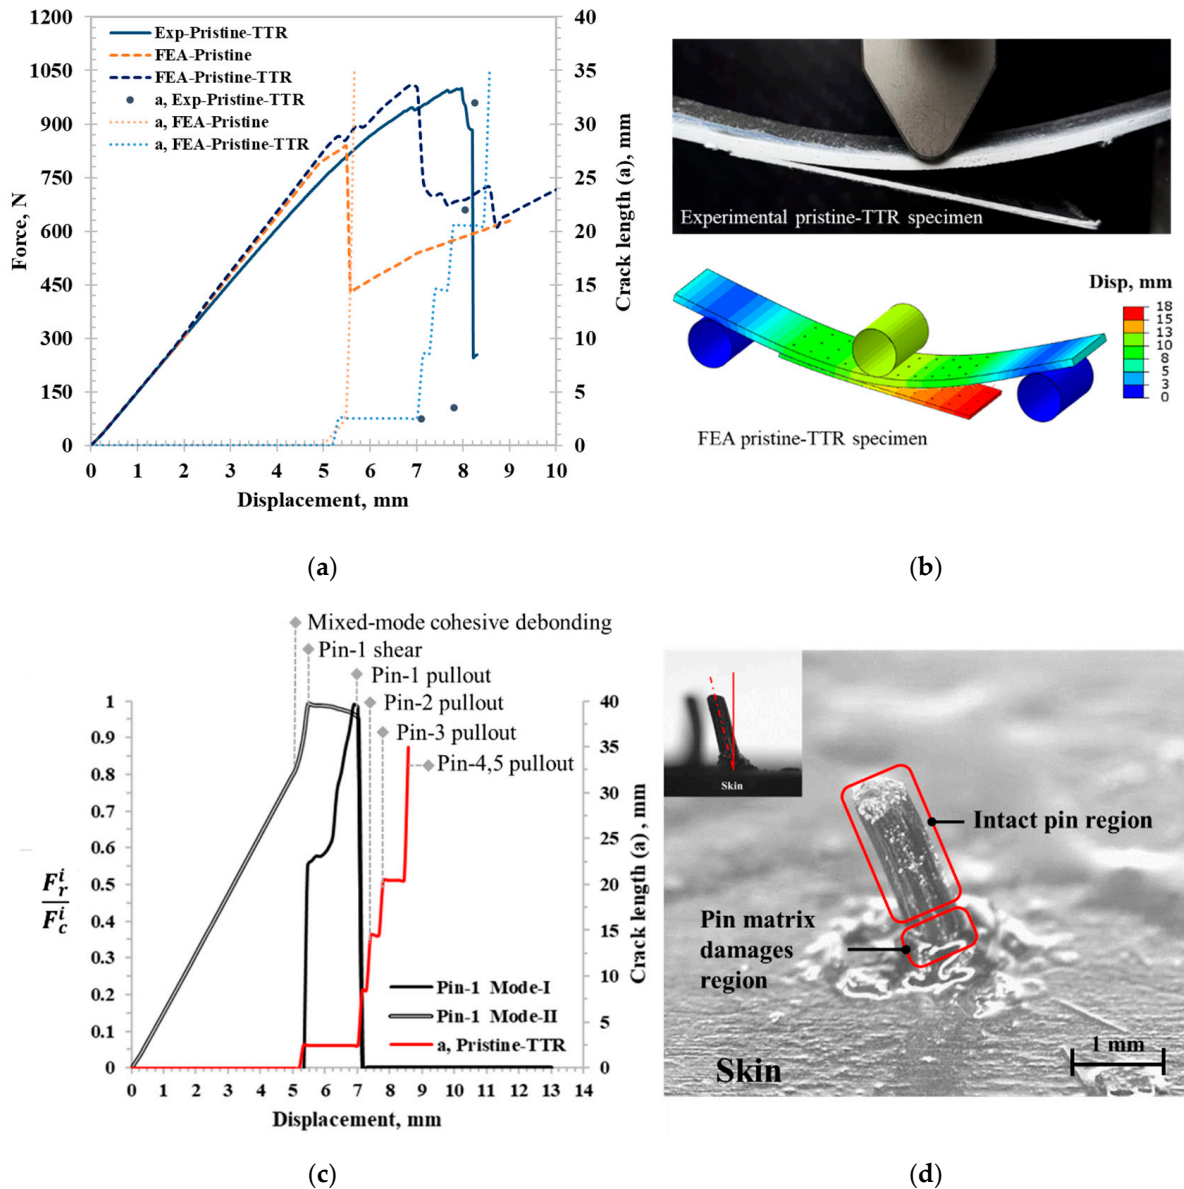 1200
1050
900
750
600
450
300
150
0
Force, N
Exp-Pristine-TTR
FEA-Pristine
FEA-Pristine-TTR
a, Exp-Pristine-TTR
a, FEA-Pristine
a, FEA-Pristine-TTR
40
35
30
25
20
15
10
5
0
Crack length (a), mm
0 1 2 3 4 5 6 7 8 9 10
Displacement, mm
(a)
Experimental pristine-TTR specimen
Disp, mm
18
15
13
10
8
5
3
0
FEA pristine-TTR specimen
(b)
Mixed-mode cohesive debonding
Pin-1 shear
Pin-1 pullout
Pin-2 pullout
Pin-3 pullout
Pin-4,5 pullout
1
0.9
0.8
0.7
0.6
0.5
0.4
0.3
0.2
0.1
0
F_r^i
F_c^i
Pin-1 Mode-I
Pin-1 Mode-II
a, Pristine-TTR
40
35
30
25
20
15
10
5
0
Crack length (a) , mm
0 1 2 3 4 5 6 7 8 9 10 11 12 13 14
Displacement, mm
(c)
Skin
Intact pin region
Pin matrix
damages
region
1 mm
Skin
(d)